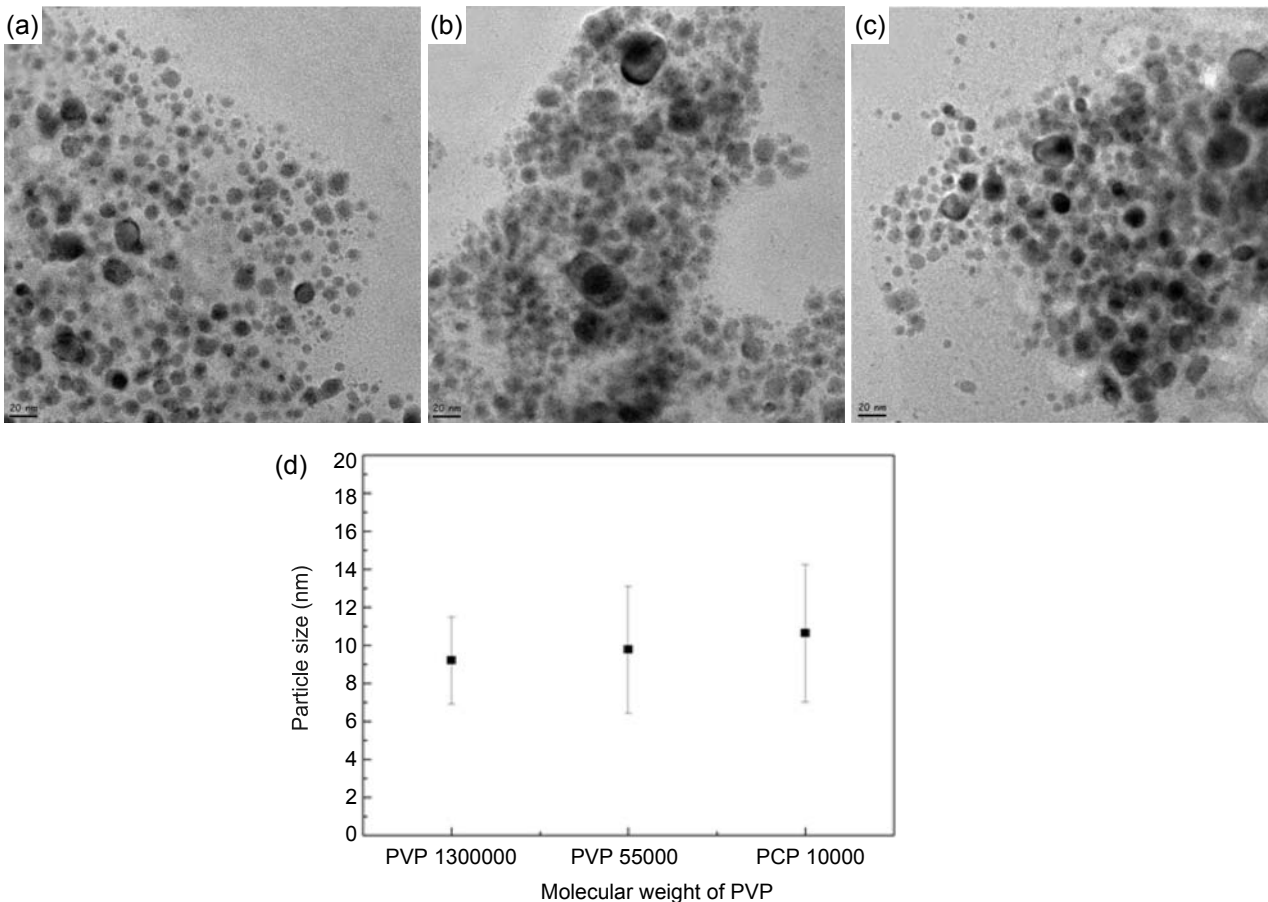 (a)
(b)
(c)
20 nm
20 nm
20 nm
(d)
20
18
16
14
12
10
8
6
4
2
0
Particle size (nm)
PVP 1300000 PVP 55000 PCP 10000
Molecular weight of PVP